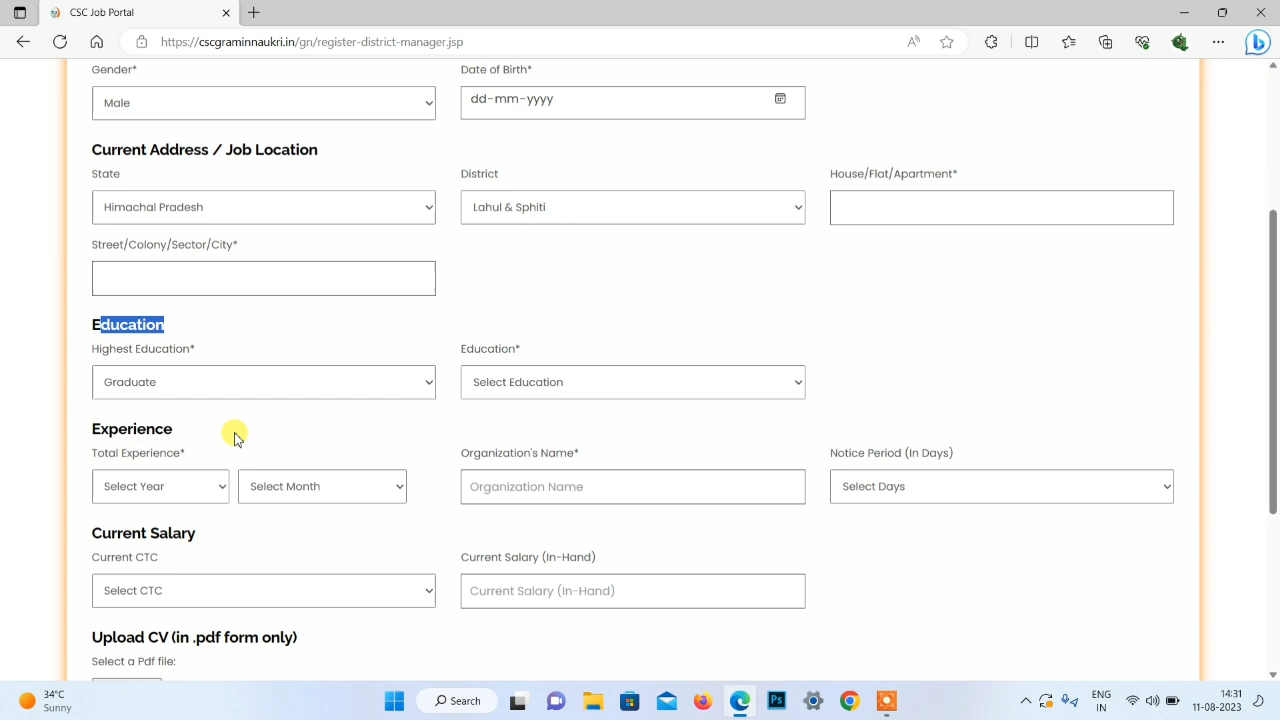 CSC Job Portal
https://cscgraminnaukri.in/gn/register-district-manager.jsp
Gender* Date of Birth*
Male dd-mm-yyyy
Current Address / Job Location
State District House/Flat/Apartment*
Himachal Pradesh Lahul & Sphiti
Street/Colony/Sector/City*
Education
Highest Education* Education*
Graduate Select Education
Experience
Total Experience* Organization's Name* Notice Period (In Days)
Select Year Select Month Organization Name Select Days
Current Salary
Current CTC Current Salary (In-Hand)
Select CTC Current Salary (In-Hand)
Upload CV (in .pdf form only)
Select a Pdf file:
34°C
Sunny
Search
Ps
ENG
IN
14:31
11-08-2023